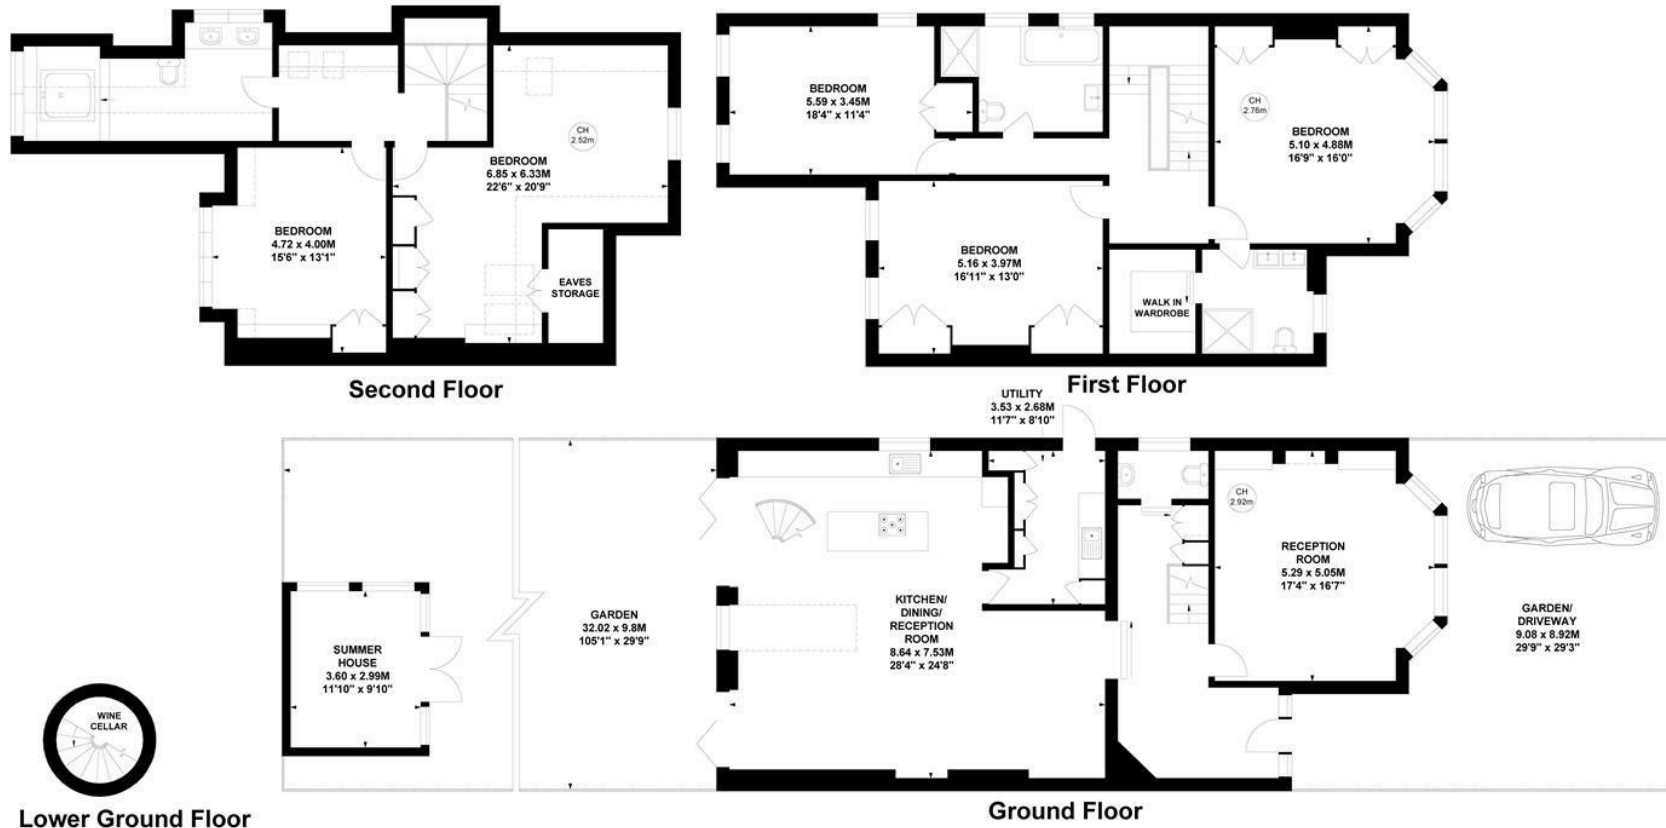 CH
2.52m
BEDROOM
6.85 x 6.33M
22'6" x 20'9"
BEDROOM
4.72 x 4.00M
15'6" x 13'1"
EAVES
STORAGE
Second Floor
BEDROOM
5.59 x 3.45M
18'4" x 11'4"
CH
2.76m
BEDROOM
5.10 x 4.88M
16'9" x 16'0"
BEDROOM
5.16 x 3.97M
16'11" x 13'0"
WALK IN
WARDROBE
First Floor
UTILITY
3.53 x 2.68M
11'7" x 8'10"
CH
2.92m
RECEPTION
ROOM
5.29 x 5.05M
17'4" x 16'7"
KITCHEN/
DINING/
RECEPTION
ROOM
8.64 x 7.53M
28'4" x 24'8"
GARDEN
32.02 x 9.8M
105'1" x 29'9"
GARDEN/
DRIVEWAY
9.08 x 8.92M
29'9" x 29'3"
SUMMER
HOUSE
3.60 x 2.99M
11'10" x 9'10"
WINE
CELLAR
Lower Ground Floor
Ground Floor